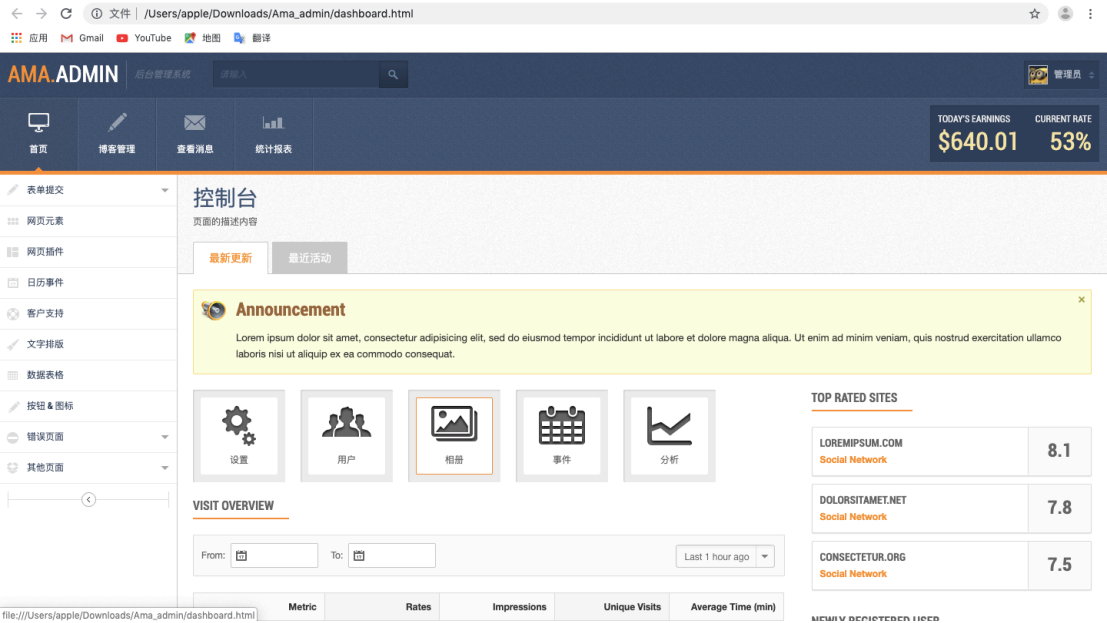 文件 /Users/apple/Downloads/Ama_admin/dashboard.html
应用 Gmail YouTube 地图 翻译
AMA.ADMIN 后台管理系统 请输入 管理员
首页 博客管理 查看消息 统计报表
TODAY'S EARNINGS CURRENT RATE
$640.01 53%
表单提交
网页元素
网页插件
日历事件
客户支持
文字排版
数据表格
按钮 & 图标
错误页面
其他页面
控制台
页面的描述内容
最新更新 最近活动
Announcement
Lorem ipsum dolor sit amet, consectetur adipisicing elit, sed do eiusmod tempor incididunt ut labore et dolore magna aliqua. Ut enim ad minim veniam, quis nostrud exercitation ullamco
laboris nisi ut aliquip ex ea commodo consequat.
设置 用户 相册 事件 分析
VISIT OVERVIEW
From: To: Last 1 hour ago
Metric Rates Impressions Unique Visits Average Time (min)
TOP RATED SITES
LOREMIPSUM.COM
Social Network
8.1
DOLORSITAMET.NET
Social Network
7.8
CONSECTETUR.ORG
Social Network
7.5
NEWLY REGISTERED USER
file:///Users/apple/Downloads/Ama_admin/dashboard.html